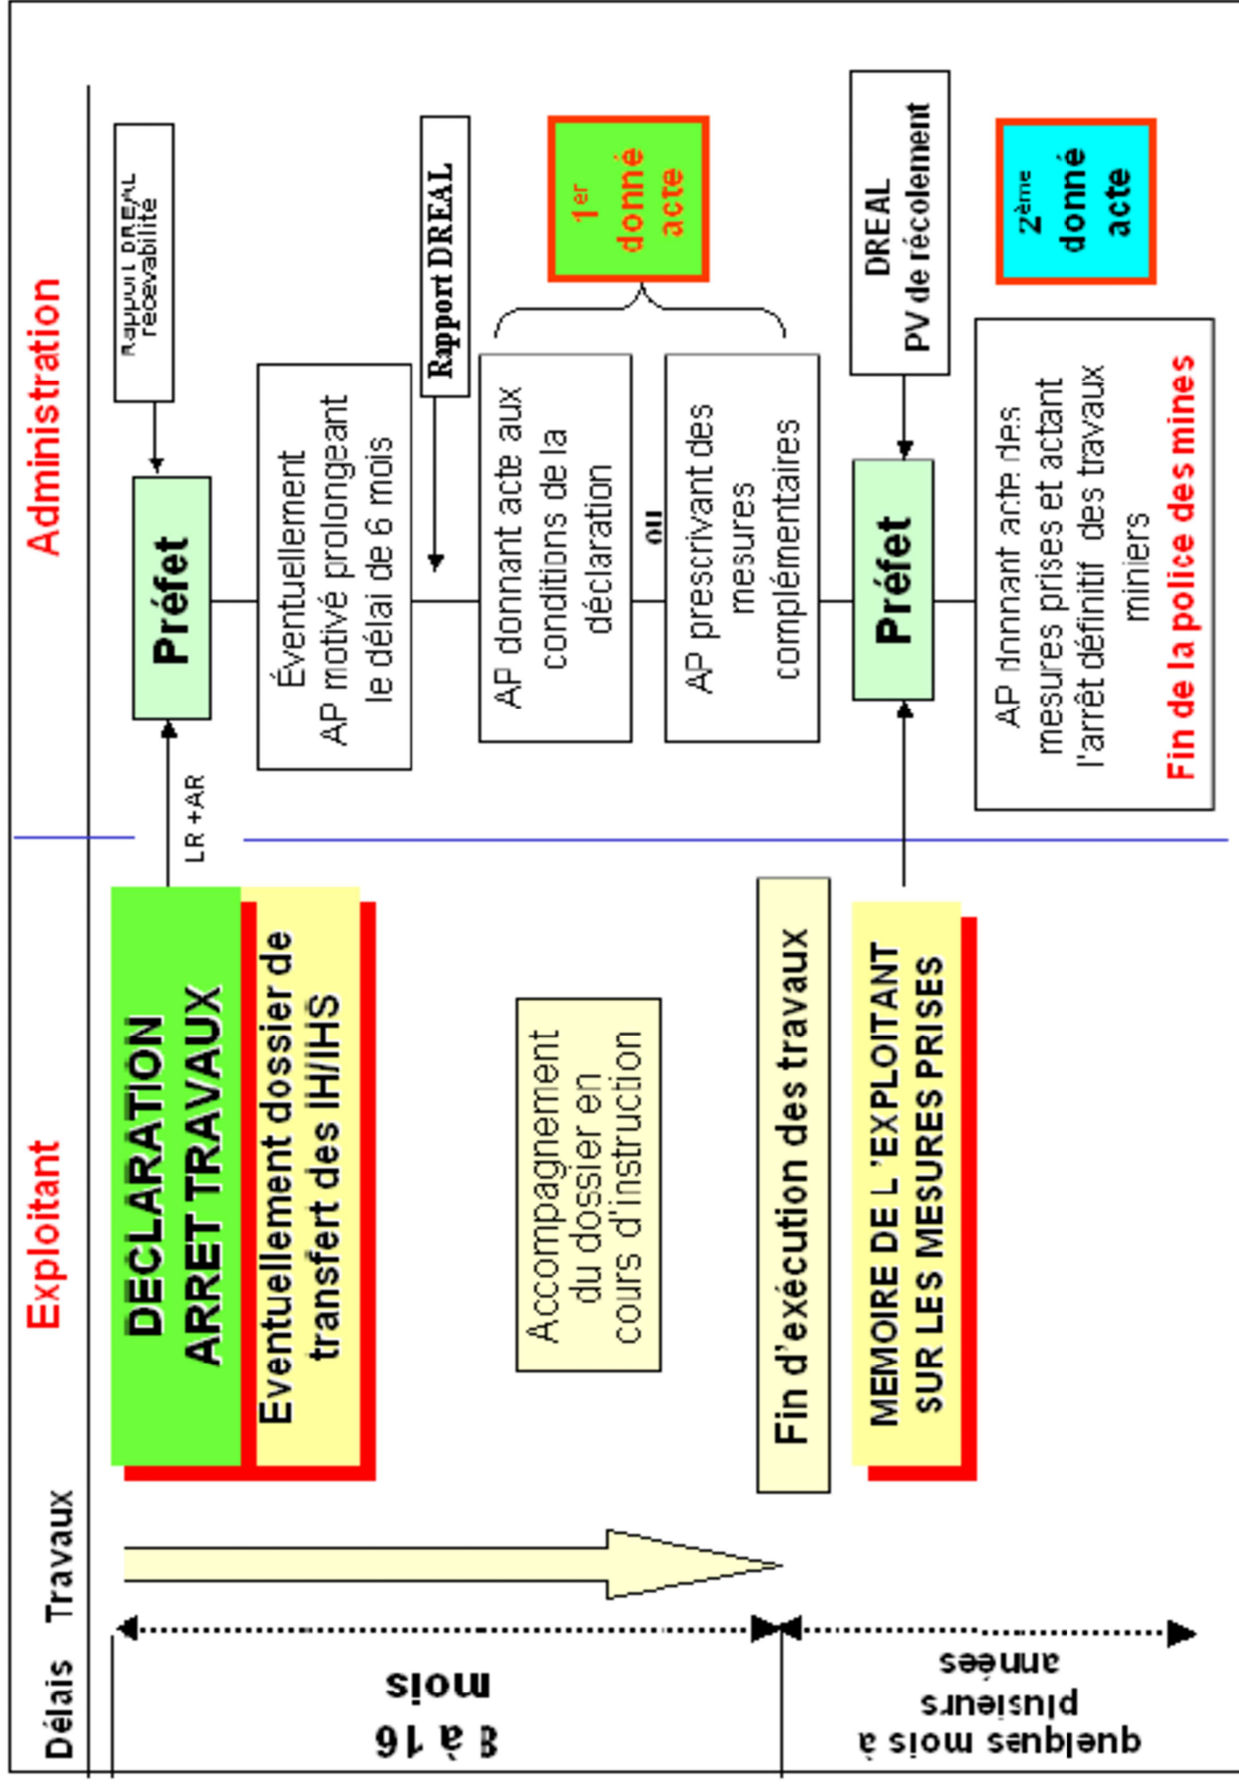 Délais
Travaux
Exploitant
Administration
8 à 16
mois
quelques mois à
plusieurs
années
DECLARATION
ARRET TRAVAUX
Eventuellement dossier de
transfert des IH/IHS
LR +AR
Préfet
Rapport DREAL
recevabilité
Éventuellement
AP motivé prolongeant
le délai de 6 mois
Rapport DREAL
Accompagnement
du dossier en
cours d'instruction
AP donnant acte aux
conditions de la
déclaration
ou
AP prescrivant des
mesures
complémentaires
1er
donné
acte
Fin d'exécution des travaux
MEMOIRE DE L 'EXPLOITANT
SUR LES MESURES PRISES
Préfet
DREAL
PV de récolement
AP donnant acte des
mesures prises et actant
l'arrêt définitif des travaux
miniers
Fin de la police des mines
2ème
donné
acte